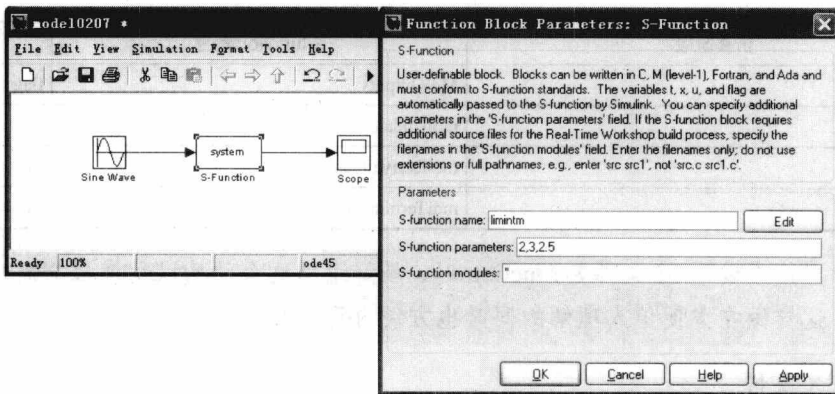 model0207 *
File Edit View Simulation Format Tools Help
Sine Wave
system
S-Function
Scope
Ready 100% ode45
Function Block Parameters: S-Function
S-Function
User-definable block. Blocks can be written in C, M (level-1), Fortran, and Ada and
must conform to S-function standards. The variables t, x, u, and flag are
automatically passed to the S-function by Simulink. You can specify additional
parameters in the 'S-function parameters' field. If the S-function block requires
additional source files for the Real-Time Workshop build process, specify the
filenames in the 'S-function modules' field. Enter the filenames only; do not use
extensions or full pathnames, e.g., enter 'src src1', not 'src.c src1.c'.
Parameters
S-function name: limintm Edit
S-function parameters: 2,3,2.5
S-function modules: "
OK Cancel Help Apply